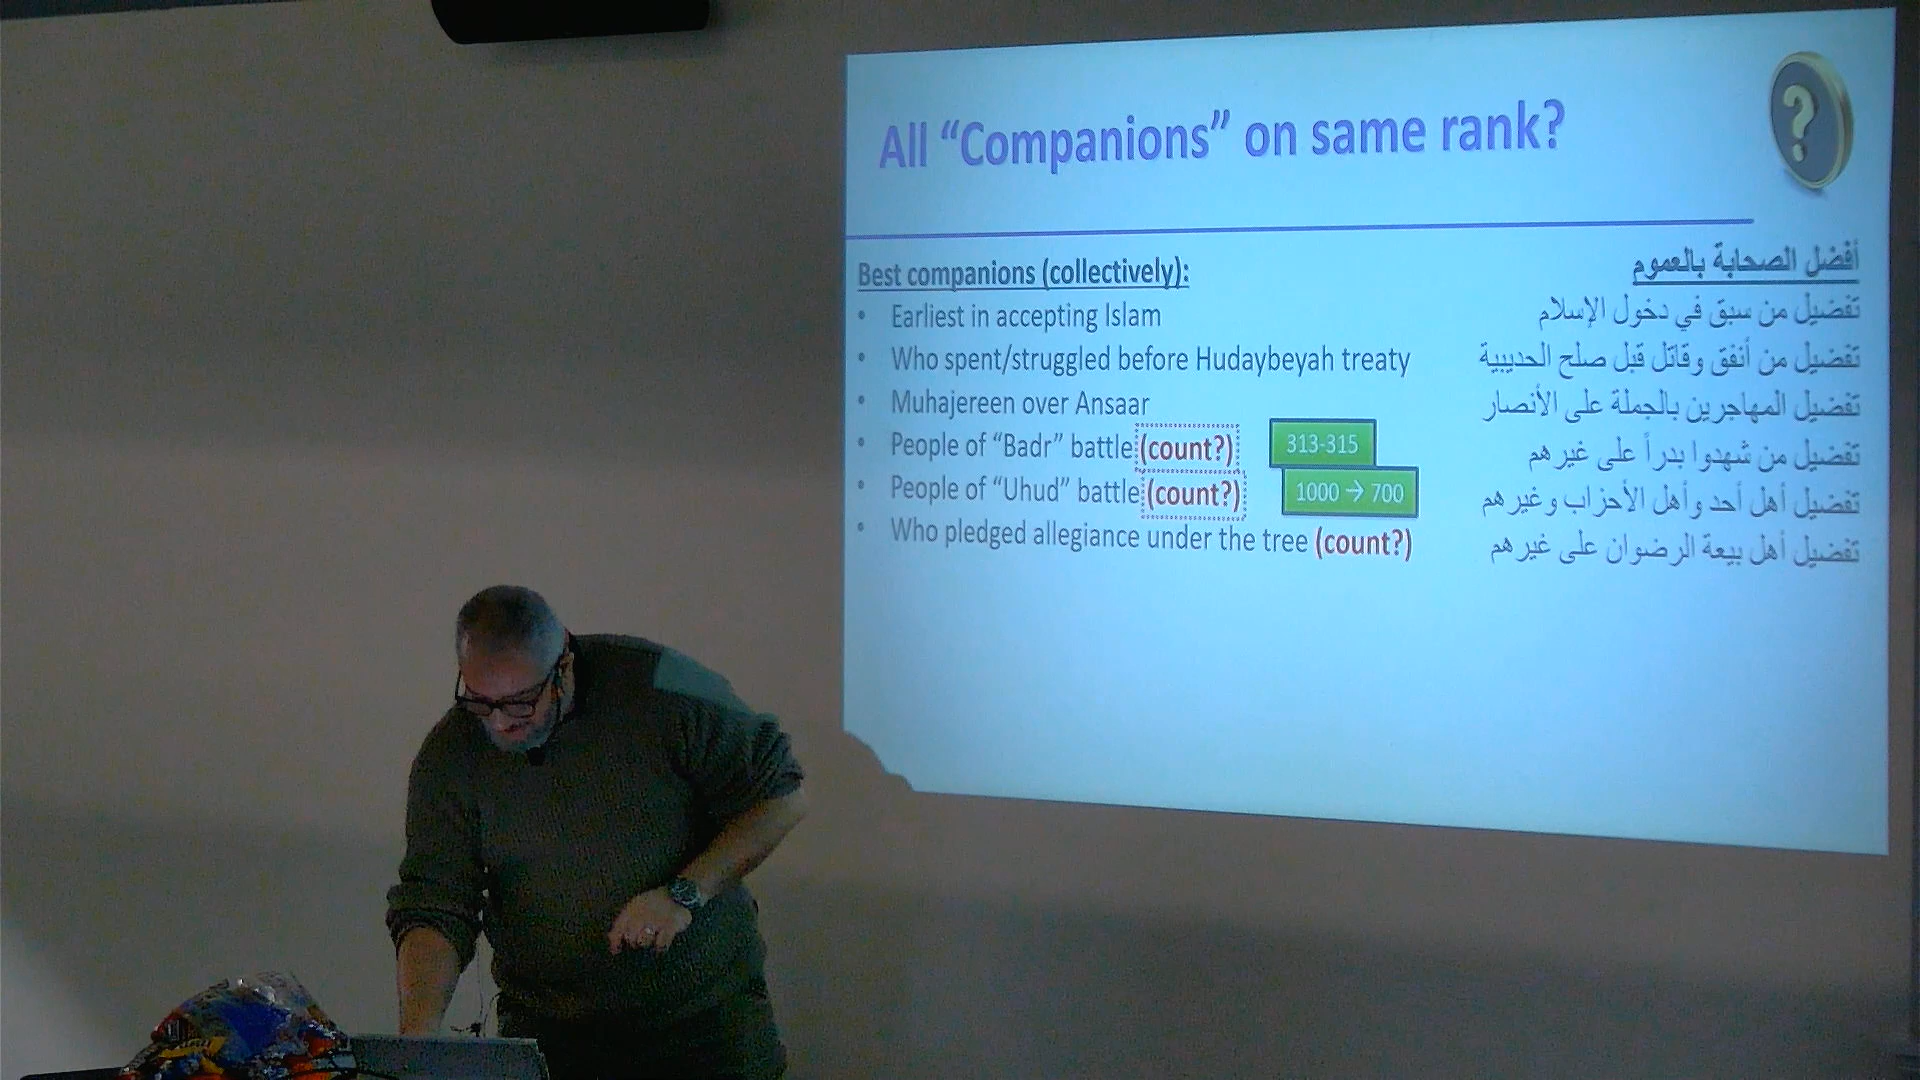 All “Companions” on same rank?
?
Best companions (collectively):
• Earliest in accepting Islam
• Who spent/struggled before Hudaybeyah treaty
• Muhajereen over Ansaar
• People of “Badr” battle (count?) 313-315
• People of “Uhud” battle (count?) 1000 → 700
• Who pledged allegiance under the tree (count?)
أفضل الصحابة بالعموم
تفضيل من سبق في دخول الإسلام
تفضيل من أنفق وقاتل قبل صلح الحديبية
تفضيل المهاجرين بالجملة على الأنصار
تفضيل من شهدوا بدراً على غيرهم
تفضيل أهل أحد وأهل الأحزاب وغيرهم
تفضيل أهل بيعة الرضوان على غيرهم